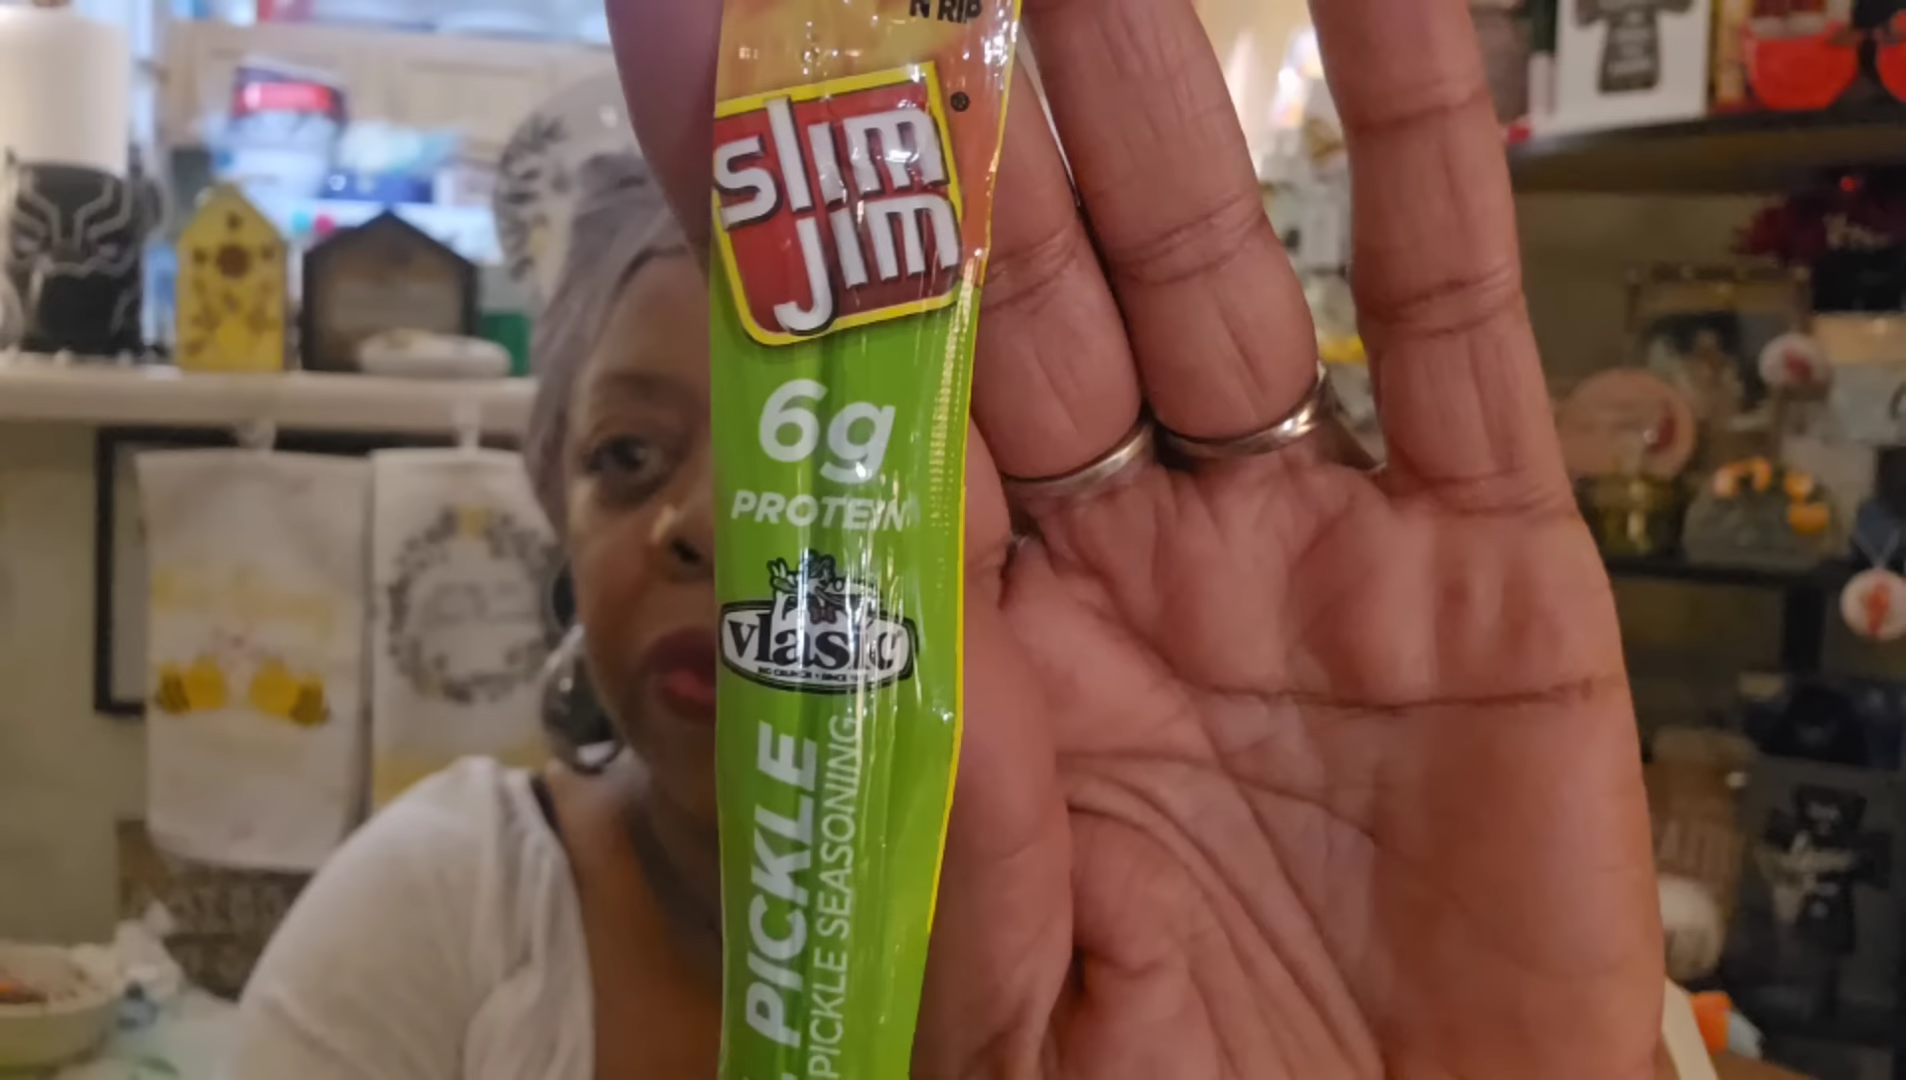 N RIP
slim
jim
®
6g
PROTEIN
vlasic
PICKLE
PICKLE SEASONING